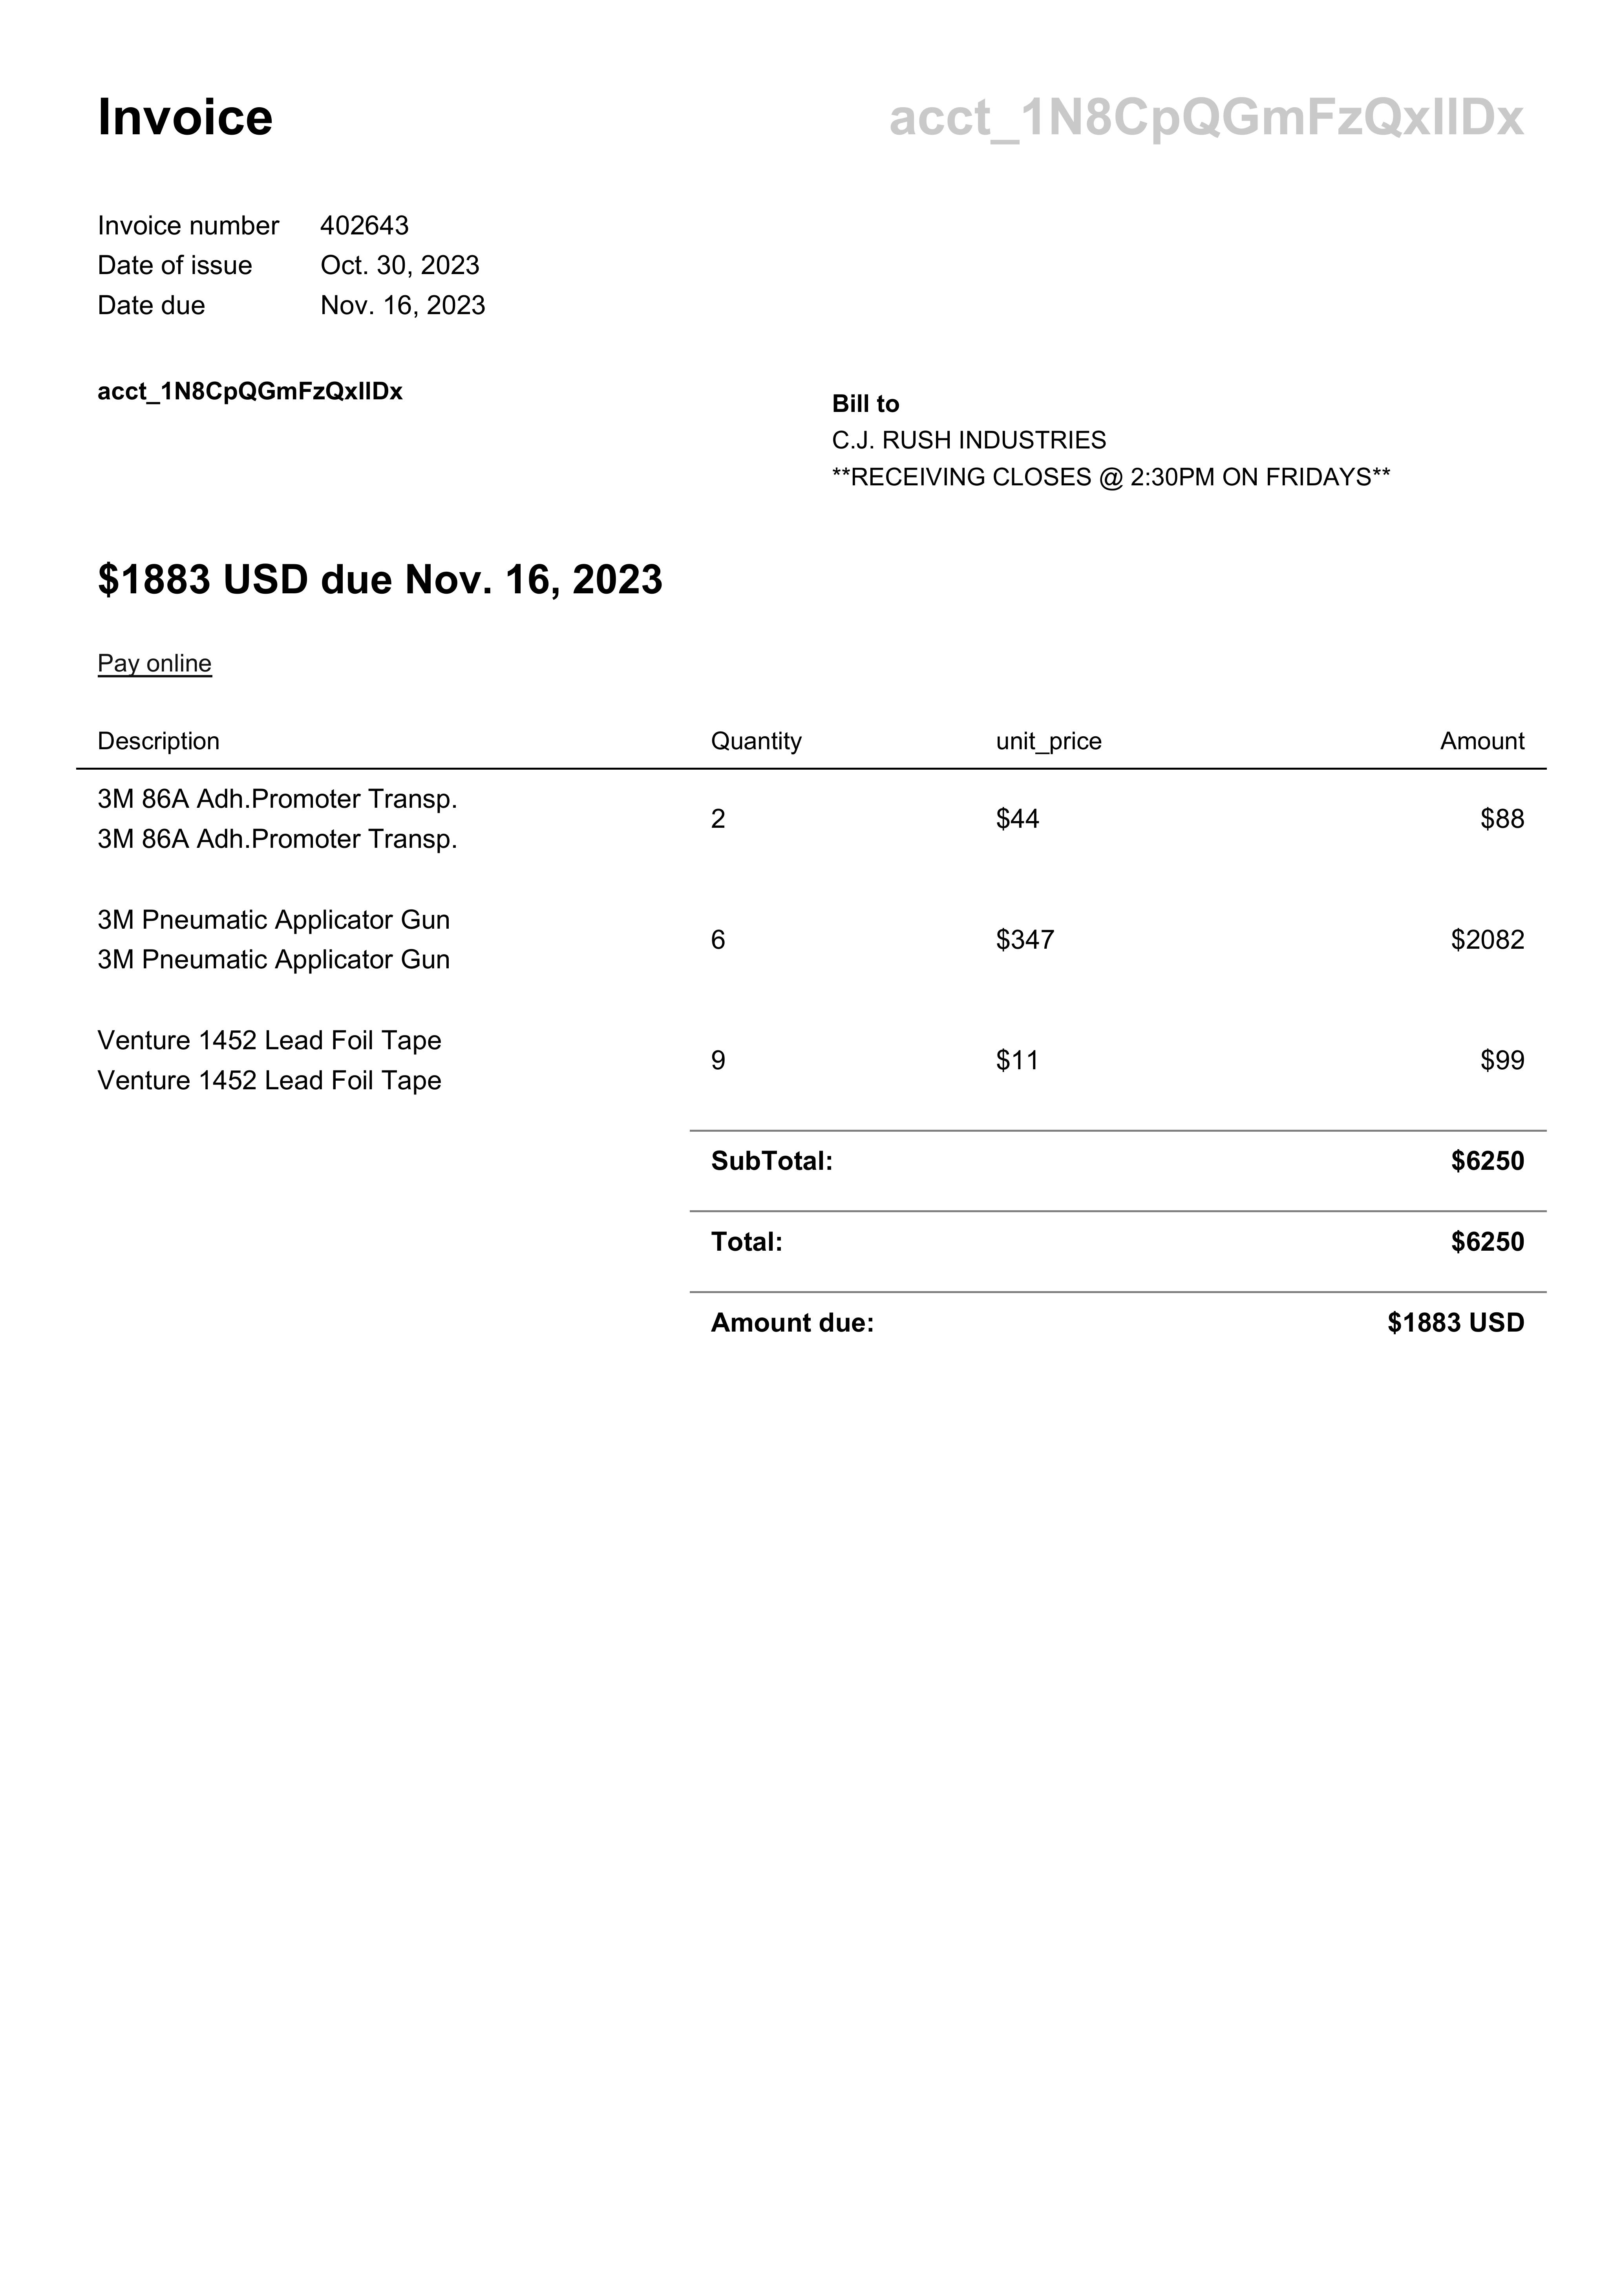 Invoice
acct_1N8CpQGmFzQxIIDx
Invoice number 402643
Date of issue Oct. 30, 2023
Date due Nov. 16, 2023
acct_1N8CpQGmFzQxIIDx
Bill to
C.J. RUSH INDUSTRIES
**RECEIVING CLOSES @ 2:30PM ON FRIDAYS**
$1883 USD due Nov. 16, 2023
Pay online
Description Quantity unit_price Amount
3M 86A Adh.Promoter Transp.
3M 86A Adh.Promoter Transp.
2 $44 $88
3M Pneumatic Applicator Gun
3M Pneumatic Applicator Gun
6 $347 $2082
Venture 1452 Lead Foil Tape
Venture 1452 Lead Foil Tape
9 $11 $99
SubTotal: $6250
Total: $6250
Amount due: $1883 USD